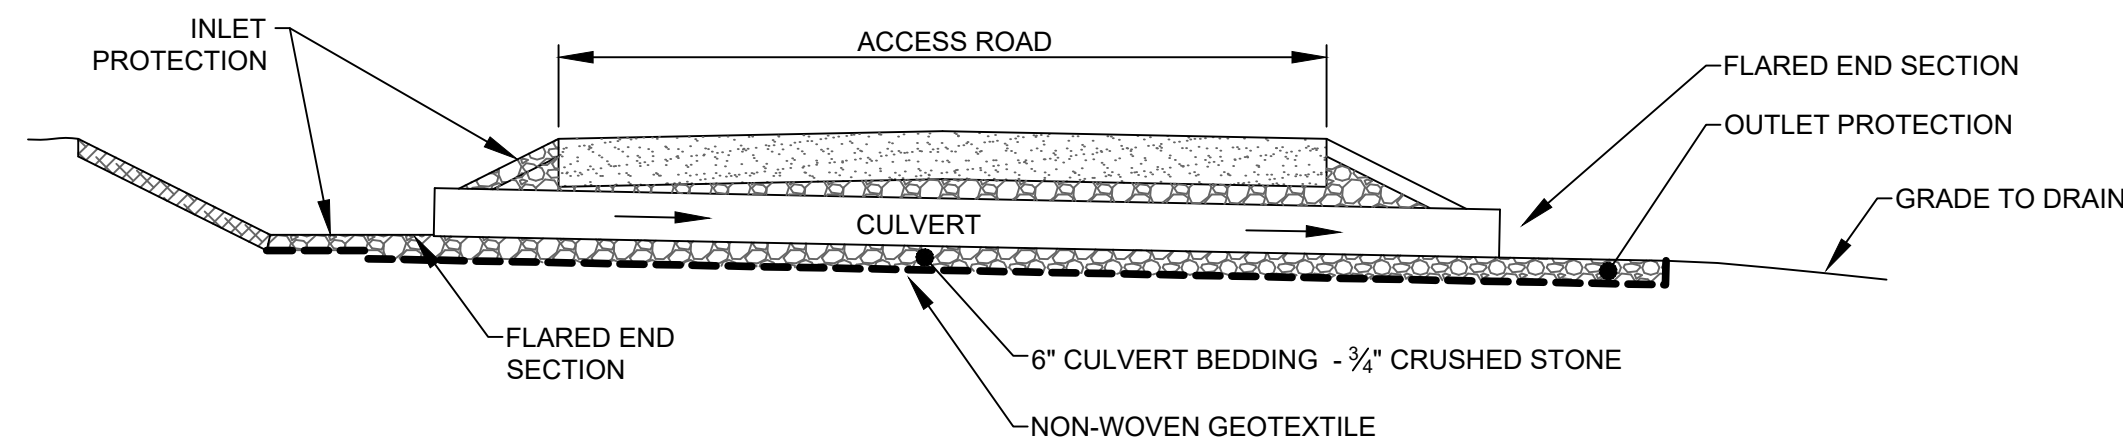 INLET
PROTECTION
ACCESS ROAD
FLARED END SECTION
OUTLET PROTECTION
GRADE TO DRAIN
CULVERT
FLARED END
SECTION
6" CULVERT BEDDING - ¾" CRUSHED STONE
NON-WOVEN GEOTEXTILE